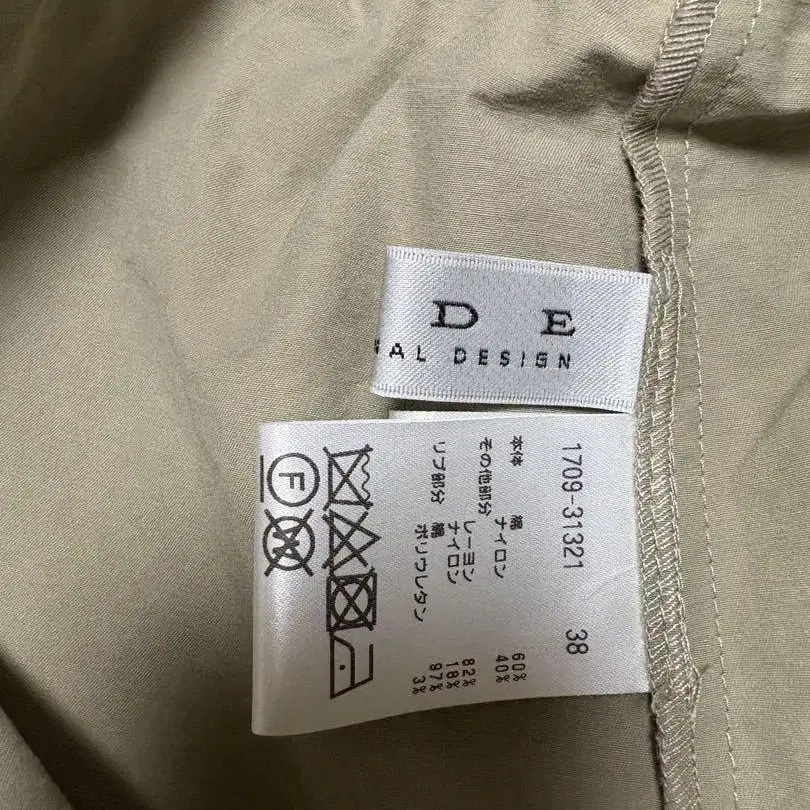 D E
NAL DESIGN
1709-31321 38
本体 綿 60%
ナイロン 40%
その他部分 レーヨン 82%
ナイロン 18%
リブ部分 綿 97%
ポリウレタン 3%
F
W